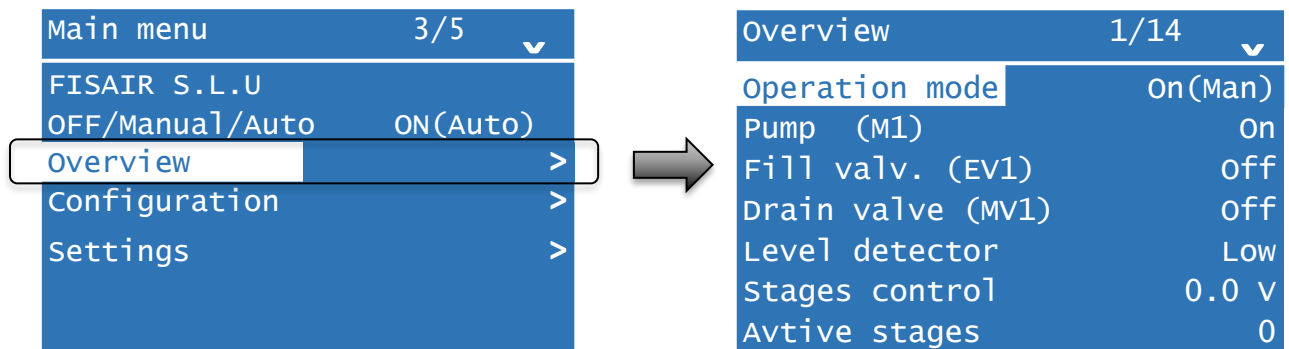 Main menu 3/5
FISAIR S.L.U
OFF/Manual/Auto ON(Auto)
Overview >
Configuration >
Settings >
Overview 1/14
Operation mode On(Man)
Pump (M1) On
Fill valv. (EV1) Off
Drain valve (MV1) Off
Level detector Low
Stages control 0.0 V
Avtive stages 0